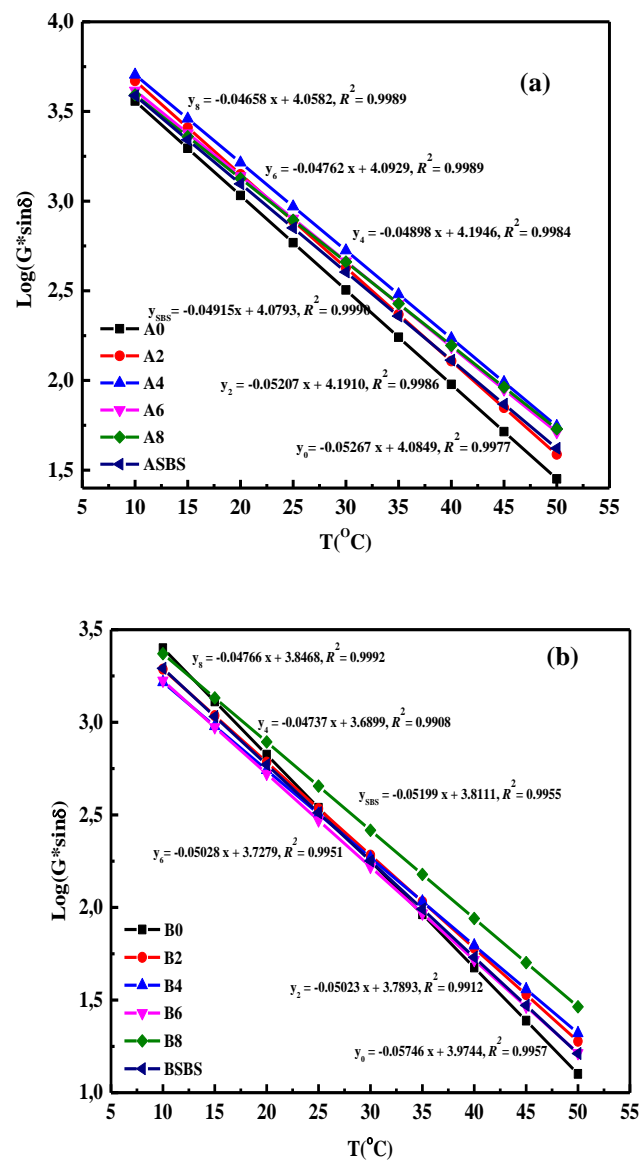 (a)
y8 = -0.04658 x + 4.0582, R2 = 0.9989
y6 = -0.04762 x + 4.0929, R2 = 0.9989
y4 = -0.04898 x + 4.1946, R2 = 0.9984
ySBS = -0.04915x + 4.0793, R2 = 0.9990
y2 = -0.05207 x + 4.1910, R2 = 0.9986
y0 = -0.05267 x + 4.0849, R2 = 0.9977
A0
A2
A4
A6
A8
ASBS
Log(G*sinδ)
4,0
3,5
3,0
2,5
2,0
1,5
5 10 15 20 25 30 35 40 45 50 55
T(OC)
(b)
y8 = -0.04766 x + 3.8468, R2 = 0.9992
y4 = -0.04737 x + 3.6899, R2 = 0.9908
ySBS = -0.05199 x + 3.8111, R2 = 0.9955
y6 = -0.05028 x + 3.7279, R2 = 0.9951
y2 = -0.05023 x + 3.7893, R2 = 0.9912
y0 = -0.05746 x + 3.9744, R2 = 0.9957
B0
B2
B4
B6
B8
BSBS
Log(G*sinδ)
3,5
3,0
2,5
2,0
1,5
1,0
5 10 15 20 25 30 35 40 45 50 55
T(°C)